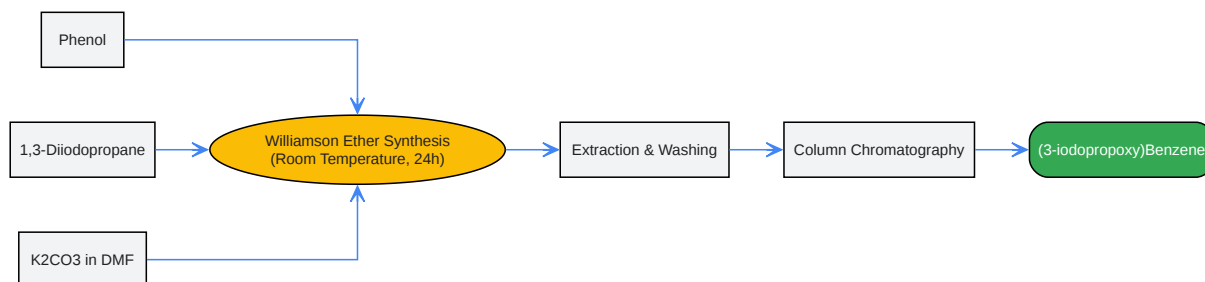 Phenol
1,3-Diiodopropane
K2CO3 in DMF
Williamson Ether Synthesis
(Room Temperature, 24h)
Extraction & Washing
Column Chromatography
(3-iodopropoxy)Benzene